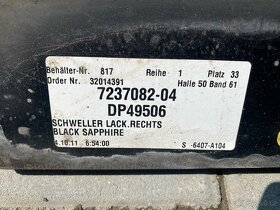 Behälter-Nr. 817 Reihe 1 Platz 33
Order Nr. 32014391 Halle 50 Band 61
7237082-04
DP49506
SCHWELLER LACK.RECHTS
BLACK SAPPHIRE
4.10.11 6:54:00 S -6407-A104